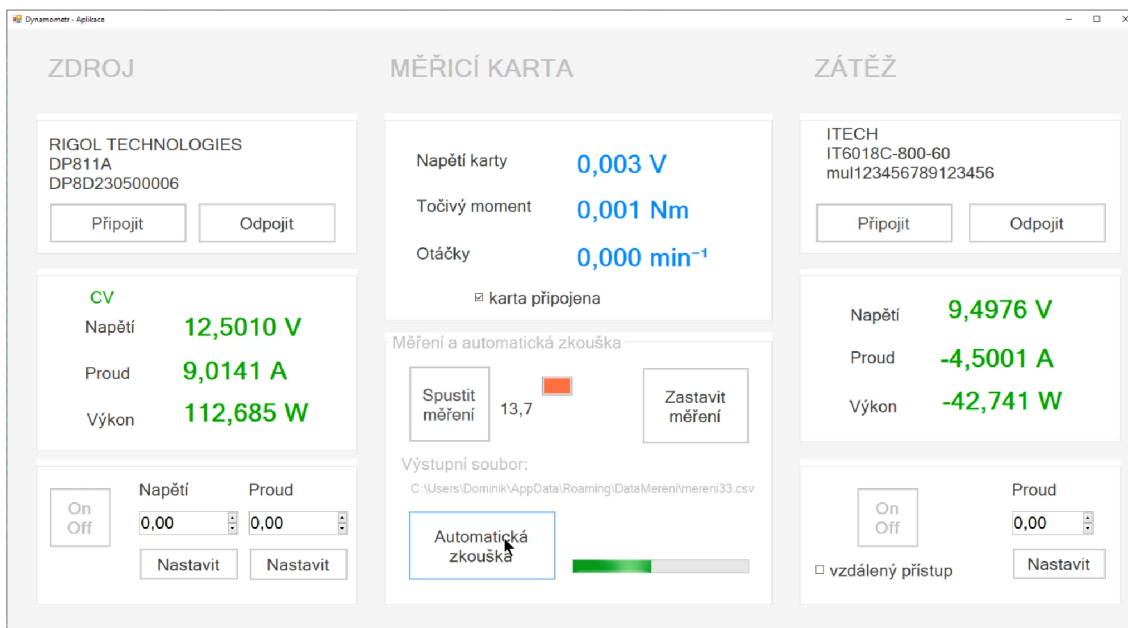 Dynamometr - Aplikace
ZDROJ
RIGOL TECHNOLOGIES
DP811A
DP8D230500006
Připojit
Odpojit
CV
Napětí 12,5010 V
Proud 9,0141 A
Výkon 112,685 W
On
Off
Napětí
0,00
Nastavit
Proud
0,00
Nastavit
MĚŘICÍ KARTA
Napětí karty 0,003 V
Točivý moment 0,001 Nm
Otáčky 0,000 min⁻¹
karta připojena
Měření a automatická zkouška
Spustit
měření
13,7
Zastavit
měření
Výstupní soubor:
C:\Users\Dominik\AppData\Roaming\DataMereni\mereni33.csv
Automatická
zkouška
ZÁTĚŽ
ITECH
IT6018C-800-60
mul123456789123456
Připojit
Odpojit
Napětí 9,4976 V
Proud -4,5001 A
Výkon -42,741 W
On
Off
vzdálený přístup
Proud
0,00
Nastavit